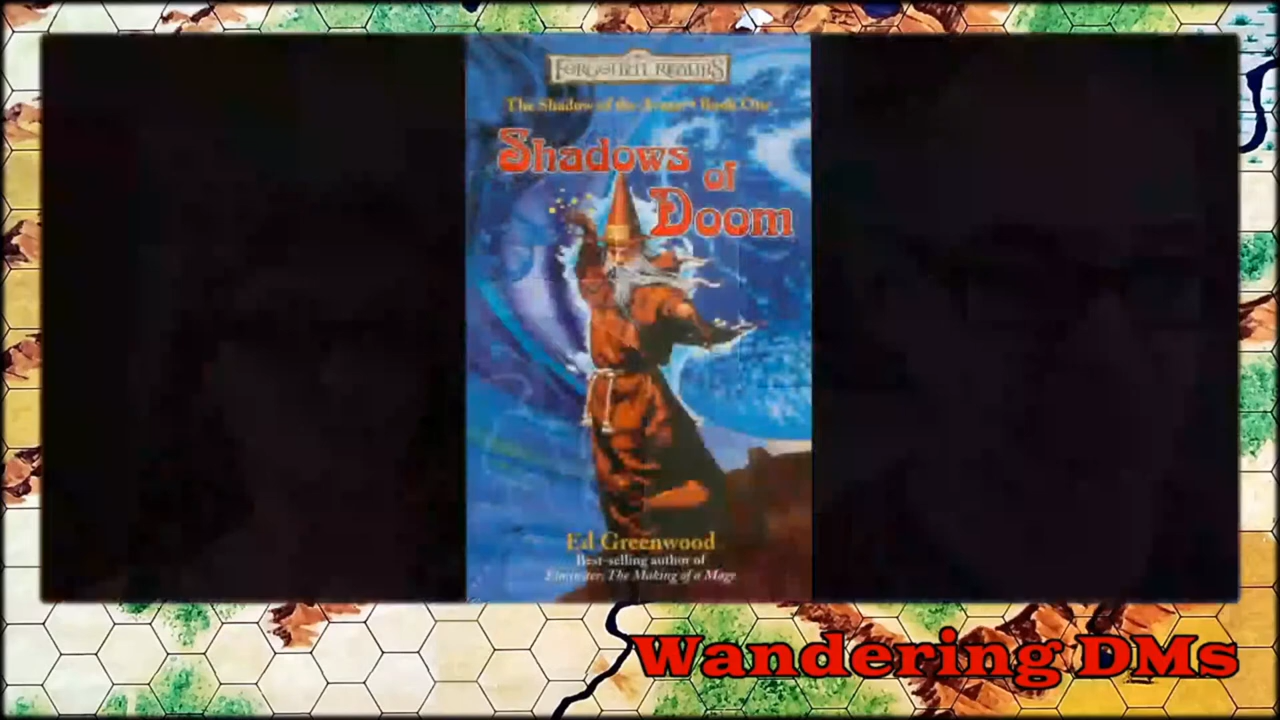 FORGOTTEN REALMS
The Shadow of the Avatar • Book One
Shadows
of
Doom
Ed Greenwood
Best-selling author of
Elminster: The Making of a Mage
Wandering DMs